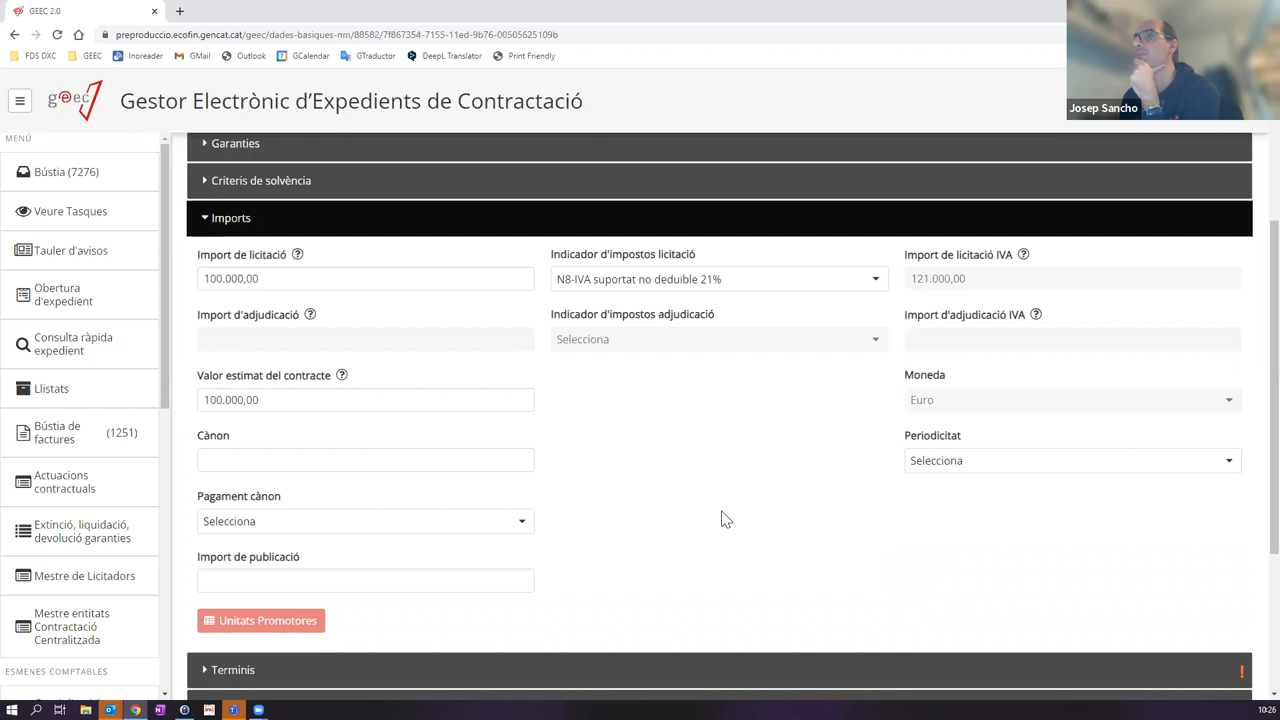 GEEC 2.0
preproduccio.ecofin.gencat.cat/geec/dades-basiques-nm/88582/7f867354-7155-11ed-9b76-00505625109b
FDS DXC
GEEC
Inoreader
GMail
Outlook
GCalendar
GTraductor
DeepL Translator
Print Friendly
geec
Gestor Electrònic d'Expedients de Contractació
Josep Sancho
MENÚ
Bústia (7276)
Veure Tasques
Tauler d'avisos
Obertura
d'expedient
Consulta ràpida
expedient
Llistats
Bústia de
factures
(1251)
Actuacions
contractuals
Extinció, liquidació,
devolució garanties
Mestre de Licitadors
Mestre entitats
Contractació
Centralitzada
ESMENES COMPTABLES
Garanties
Criteris de solvència
Imports
Import de licitació
Indicador d'impostos licitació
Import de licitació IVA
100.000,00
N8-IVA suportat no deduïble 21%
121.000,00
Import d'adjudicació
Indicador d'impostos adjudicació
Import d'adjudicació IVA
Selecciona
Valor estimat del contracte
Moneda
100.000,00
Euro
Cànon
Periodicitat
Selecciona
Pagament cànon
Selecciona
Import de publicació
Unitats Promotores
Terminis
!
10:26